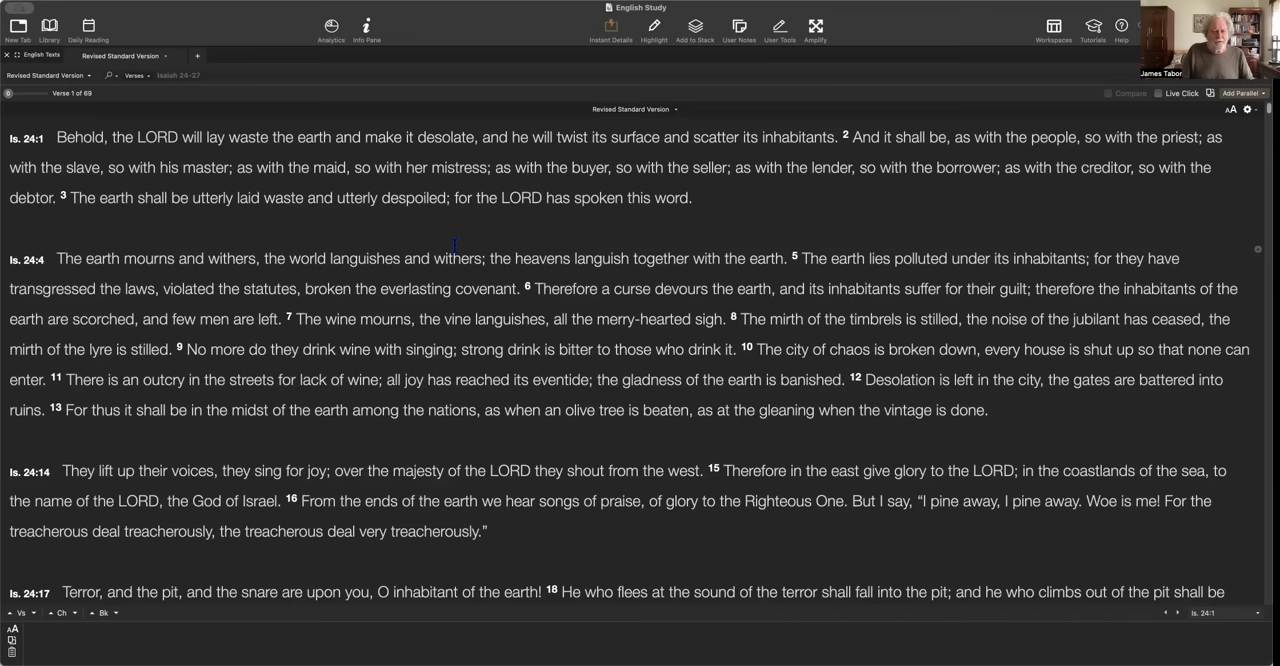 English Study
New Tab Library Daily Reading Analytics Info Pane Instant Details Highlight Add to Stack User Notes User Tools Amplify Workspaces Tutorials Help
James Tabor
English Texts Revised Standard Version +
Revised Standard Version Verses Isaiah 24-27
0 Verse 1 of 69 Compare Live Click Add Parallel
Revised Standard Version
AA
Is. 24:1 Behold, the LORD will lay waste the earth and make it desolate, and he will twist its surface and scatter its inhabitants. 2 And it shall be, as with the people, so with the priest; as
with the slave, so with his master; as with the maid, so with her mistress; as with the buyer, so with the seller; as with the lender, so with the borrower; as with the creditor, so with the
debtor. 3 The earth shall be utterly laid waste and utterly despoiled; for the LORD has spoken this word.
Is. 24:4 The earth mourns and withers, the world languishes and withers; the heavens languish together with the earth. 5 The earth lies polluted under its inhabitants; for they have
transgressed the laws, violated the statutes, broken the everlasting covenant. 6 Therefore a curse devours the earth, and its inhabitants suffer for their guilt; therefore the inhabitants of the
earth are scorched, and few men are left. 7 The wine mourns, the vine languishes, all the merry-hearted sigh. 8 The mirth of the timbrels is stilled, the noise of the jubilant has ceased, the
mirth of the lyre is stilled. 9 No more do they drink wine with singing; strong drink is bitter to those who drink it. 10 The city of chaos is broken down, every house is shut up so that none can
enter. 11 There is an outcry in the streets for lack of wine; all joy has reached its eventide; the gladness of the earth is banished. 12 Desolation is left in the city, the gates are battered into
ruins. 13 For thus it shall be in the midst of the earth among the nations, as when an olive tree is beaten, as at the gleaning when the vintage is done.
Is. 24:14 They lift up their voices, they sing for joy; over the majesty of the LORD they shout from the west. 15 Therefore in the east give glory to the LORD; in the coastlands of the sea, to
the name of the LORD, the God of Israel. 16 From the ends of the earth we hear songs of praise, of glory to the Righteous One. But I say, “I pine away, I pine away. Woe is me! For the
treacherous deal treacherously, the treacherous deal very treacherously.”
Is. 24:17 Terror, and the pit, and the snare are upon you, O inhabitant of the earth! 18 He who flees at the sound of the terror shall fall into the pit; and he who climbs out of the pit shall be
Vs Ch Bk Is. 24:1
AA